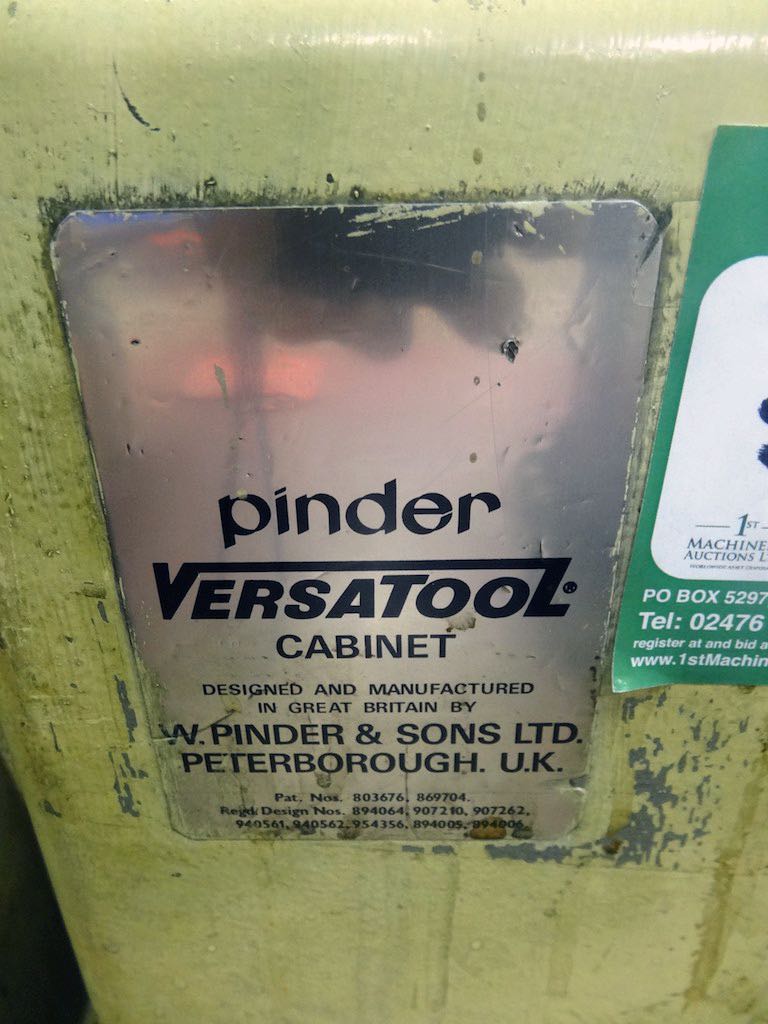 pinder
VERSATOOL®
CABINET
DESIGNED AND MANUFACTURED
IN GREAT BRITAIN BY
W. PINDER & SONS LTD.
PETERBOROUGH. U.K.
Pat. Nos. 803676, 869704.
Regd. Design Nos. 894064, 907210, 907262,
940561, 940562, 954356, 894005, 894006.
1ST
MACHINE
AUCTIONS L
PO BOX 5297
Tel: 02476
register at and bid a
www.1stMachin